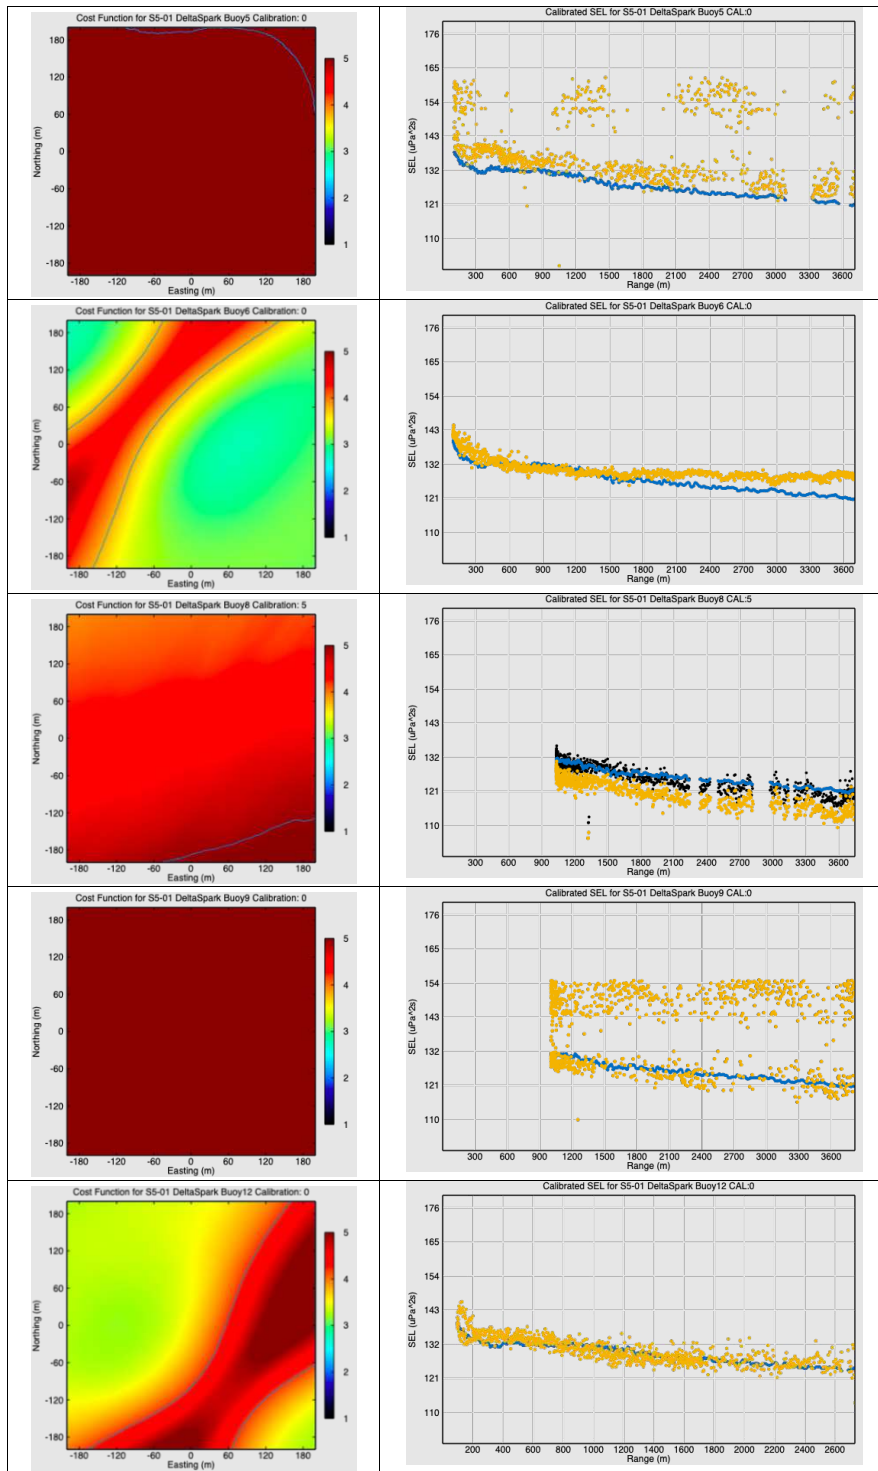 Cost Function for S5-01 DeltaSpark Buoy5 Calibration: 0
180
120
60
0
-60
-120
-180
Northing (m)
-180 -120 -60 0 60 120 180
Easting (m)
5
4
3
2
1
Calibrated SEL for S5-01 DeltaSpark Buoy5 CAL:0
176
165
154
143
132
121
110
SEL (uPa^2s)
300 600 900 1200 1500 1800 2100 2400 2700 3000 3300 3600
Range (m)
Cost Function for S5-01 DeltaSpark Buoy6 Calibration: 0
180
120
60
0
-60
-120
-180
Northing (m)
-180 -120 -60 0 60 120 180
Easting (m)
5
4
3
2
1
Calibrated SEL for S5-01 DeltaSpark Buoy6 CAL:0
176
165
154
143
132
121
110
SEL (uPa^2s)
300 600 900 1200 1500 1800 2100 2400 2700 3000 3300 3600
Range (m)
Cost Function for S5-01 DeltaSpark Buoy8 Calibration: 5
180
120
60
0
-60
-120
-180
Northing (m)
-180 -120 -60 0 60 120 180
Easting (m)
5
4
3
2
1
Calibrated SEL for S5-01 DeltaSpark Buoy8 CAL:5
176
165
154
143
132
121
110
SEL (uPa^2s)
300 600 900 1200 1500 1800 2100 2400 2700 3000 3300 3600
Range (m)
Cost Function for S5-01 DeltaSpark Buoy9 Calibration: 0
180
120
60
0
-60
-120
-180
Northing (m)
-180 -120 -60 0 60 120 180
Easting (m)
5
4
3
2
1
Calibrated SEL for S5-01 DeltaSpark Buoy9 CAL:0
176
165
154
143
132
121
110
SEL (uPa^2s)
300 600 900 1200 1500 1800 2100 2400 2700 3000 3300 3600
Range (m)
Cost Function for S5-01 DeltaSpark Buoy12 Calibration: 0
180
120
60
0
-60
-120
-180
Northing (m)
-180 -120 -60 0 60 120 180
Easting (m)
5
4
3
2
1
Calibrated SEL for S5-01 DeltaSpark Buoy12 CAL:0
176
165
154
143
132
121
110
SEL (uPa^2s)
200 400 600 800 1000 1200 1400 1600 1800 2000 2200 2400 2600
Range (m)